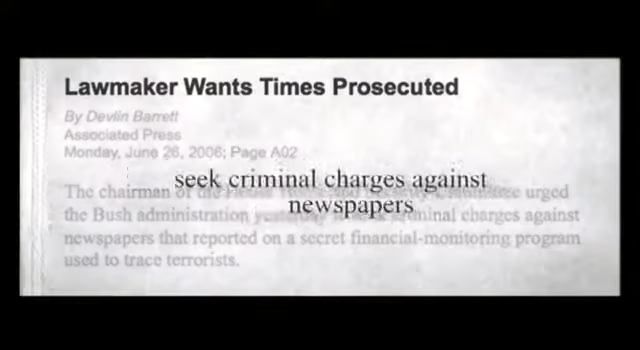 Lawmaker Wants Times Prosecuted
By Devlin Barrett
Associated Press
Monday, June 26, 2006; Page A02
seek criminal charges against
newspapers
The chairman of the urged
the Bush administration criminal charges against
newspapers that reported on a secret financial-monitoring program
used to trace terrorists.